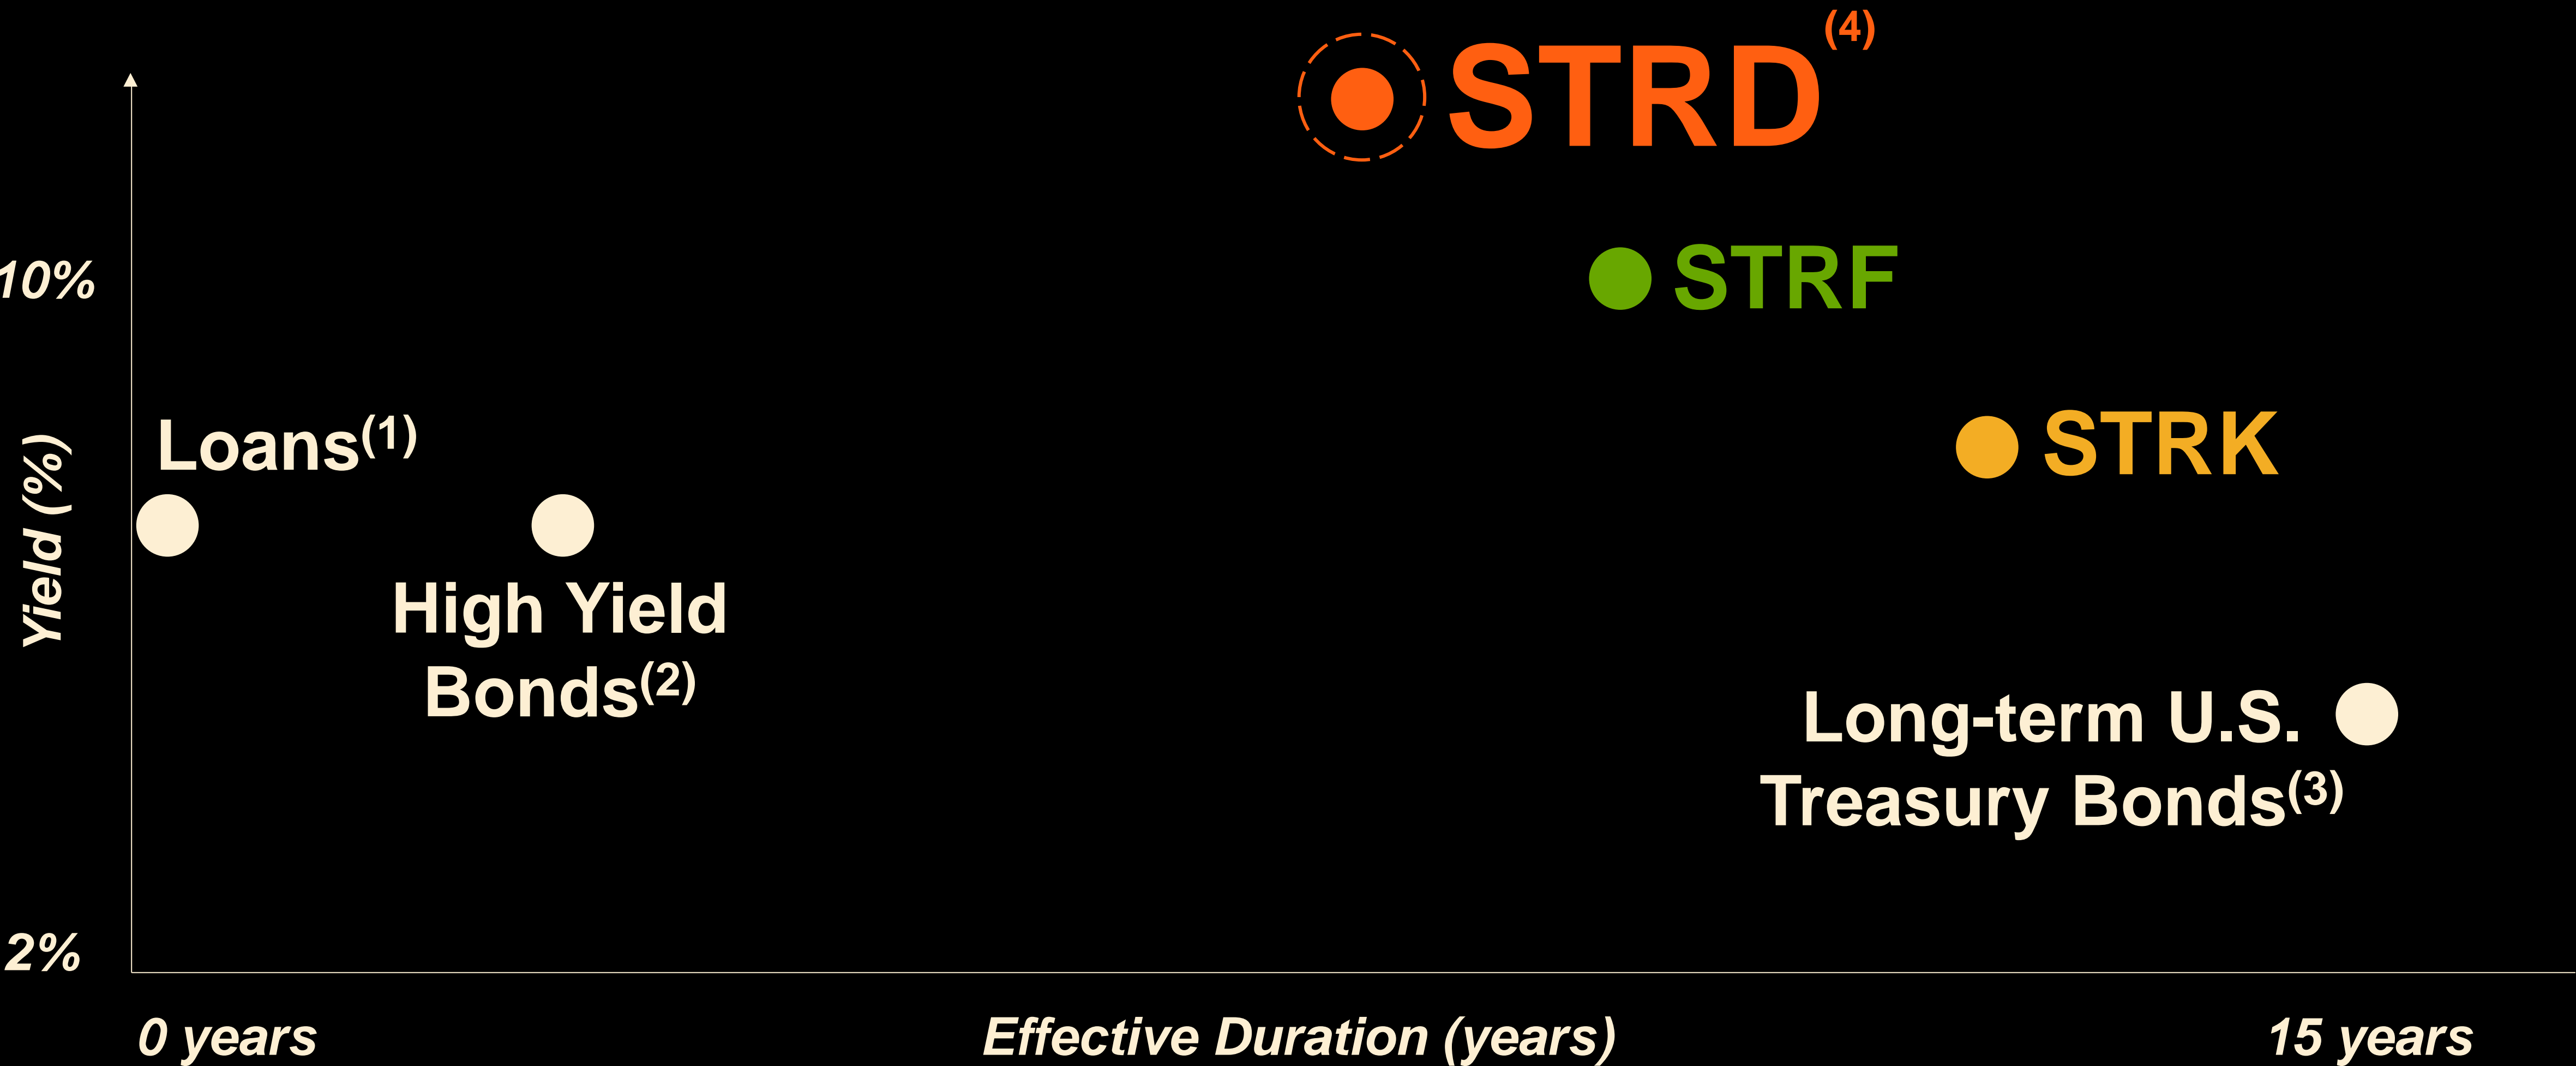 STRD(4)
10%
STRF
Loans(1)
STRK
Yield (%)
High Yield
Bonds(2)
Long-term U.S.
Treasury Bonds(3)
2%
0 years
Effective Duration (years)
15 years